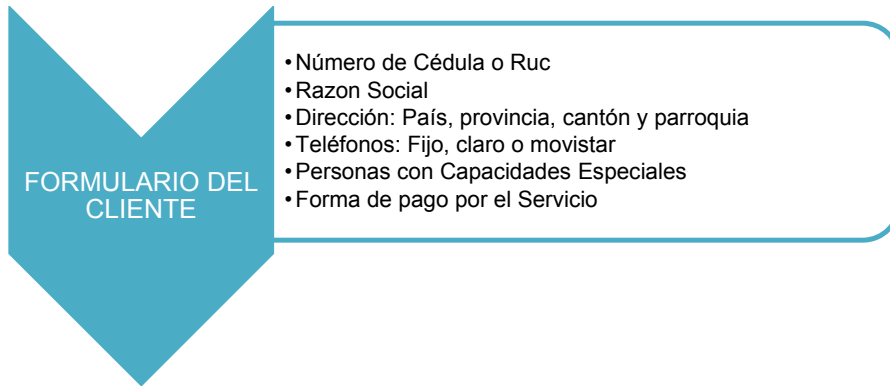 FORMULARIO DEL
CLIENTE
•Número de Cédula o Ruc
•Razon Social
•Dirección: País, provincia, cantón y parroquia
•Teléfonos: Fijo, claro o movistar
•Personas con Capacidades Especiales
•Forma de pago por el Servicio